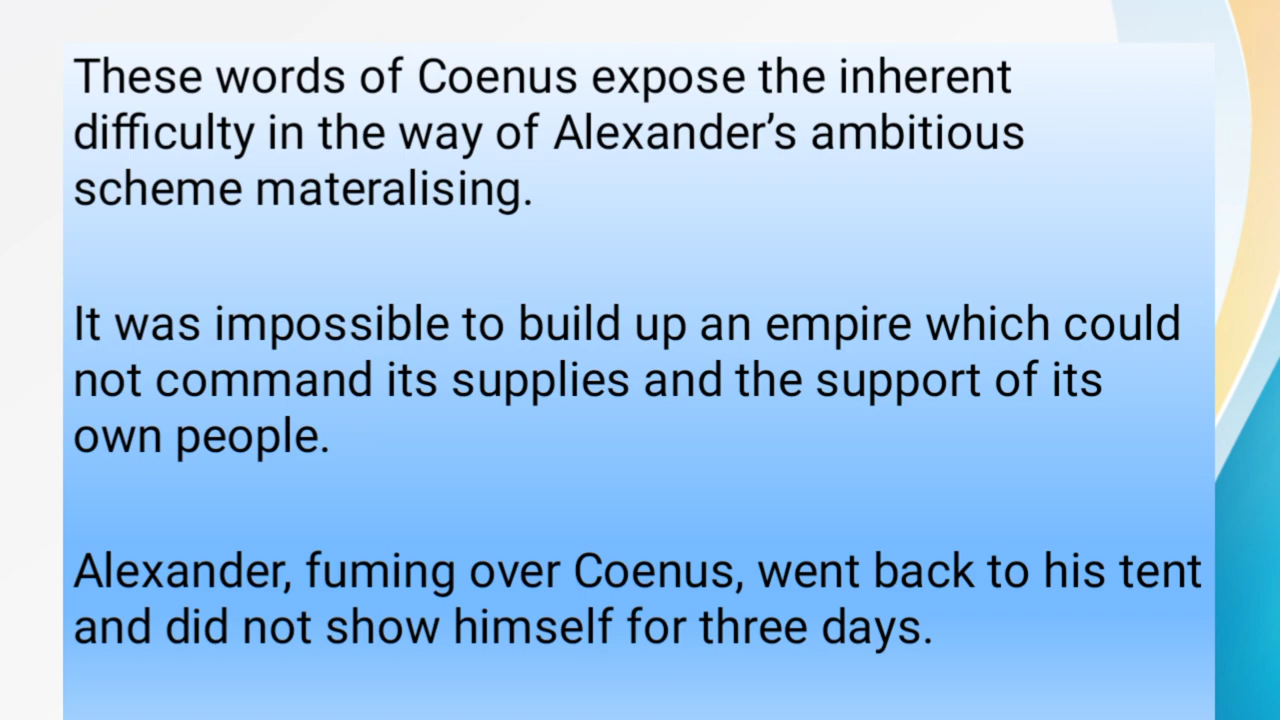 These words of Coenus expose the inherent
difficulty in the way of Alexander’s ambitious
scheme materalising.
It was impossible to build up an empire which could
not command its supplies and the support of its
own people.
Alexander, fuming over Coenus, went back to his tent
and did not show himself for three days.